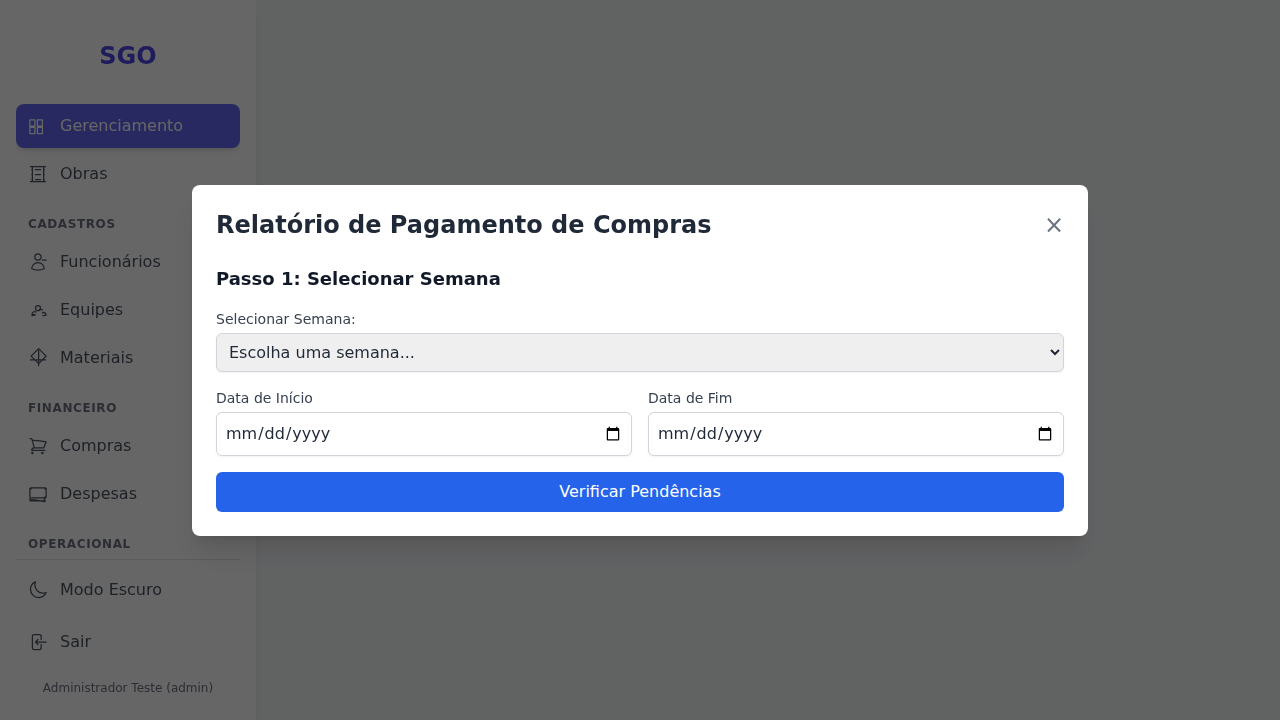 SGO
Gerenciamento
Obras
CADASTROS
Funcionários
Equipes
Materiais
FINANCEIRO
Compras
Despesas
OPERACIONAL
Modo Escuro
Sair
Administrador Teste (admin)
Relatório de Pagamento de Compras
Passo 1: Selecionar Semana
Selecionar Semana:
Escolha uma semana...
Data de Início
Data de Fim
mm/dd/yyyy
mm/dd/yyyy
Verificar Pendências